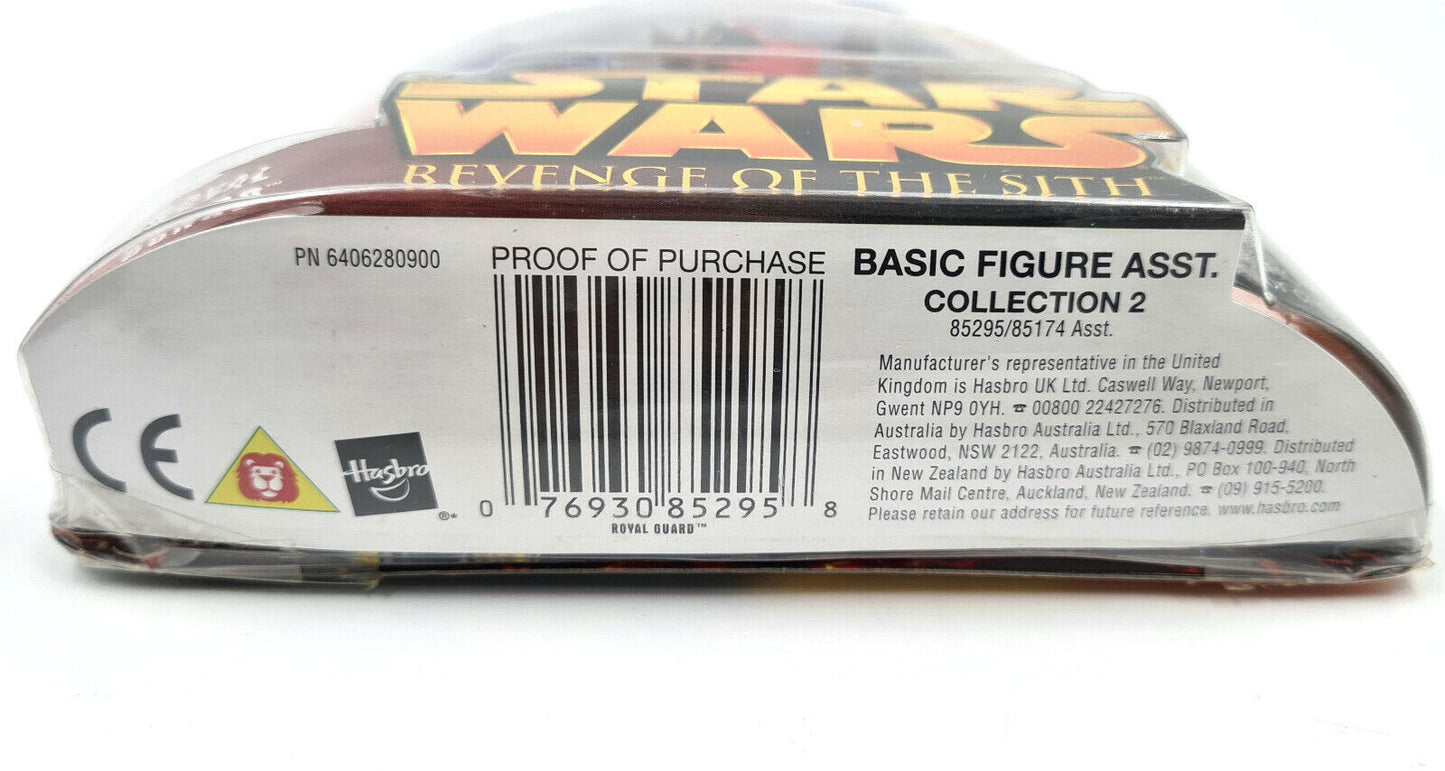 STAR
WARS
REVENGE OF THE SITH™
PN 6406280900
PROOF OF PURCHASE
0 76930 85295 8
ROYAL GUARD™
CE
Hasbro
®*
BASIC FIGURE ASST.
COLLECTION 2
85295/85174 Asst.
Manufacturer's representative in the United
Kingdom is Hasbro UK Ltd. Caswell Way, Newport,
Gwent NP9 0YH. ☎ 00800 22427276. Distributed in
Australia by Hasbro Australia Ltd., 570 Blaxland Road,
Eastwood, NSW 2122, Australia. ☎ (02) 9874-0999. Distributed
in New Zealand by Hasbro Australia Ltd., PO Box 100-940, North
Shore Mail Centre, Auckland, New Zealand. ☎ (09) 915-5200.
Please retain our address for future reference. www.hasbro.com